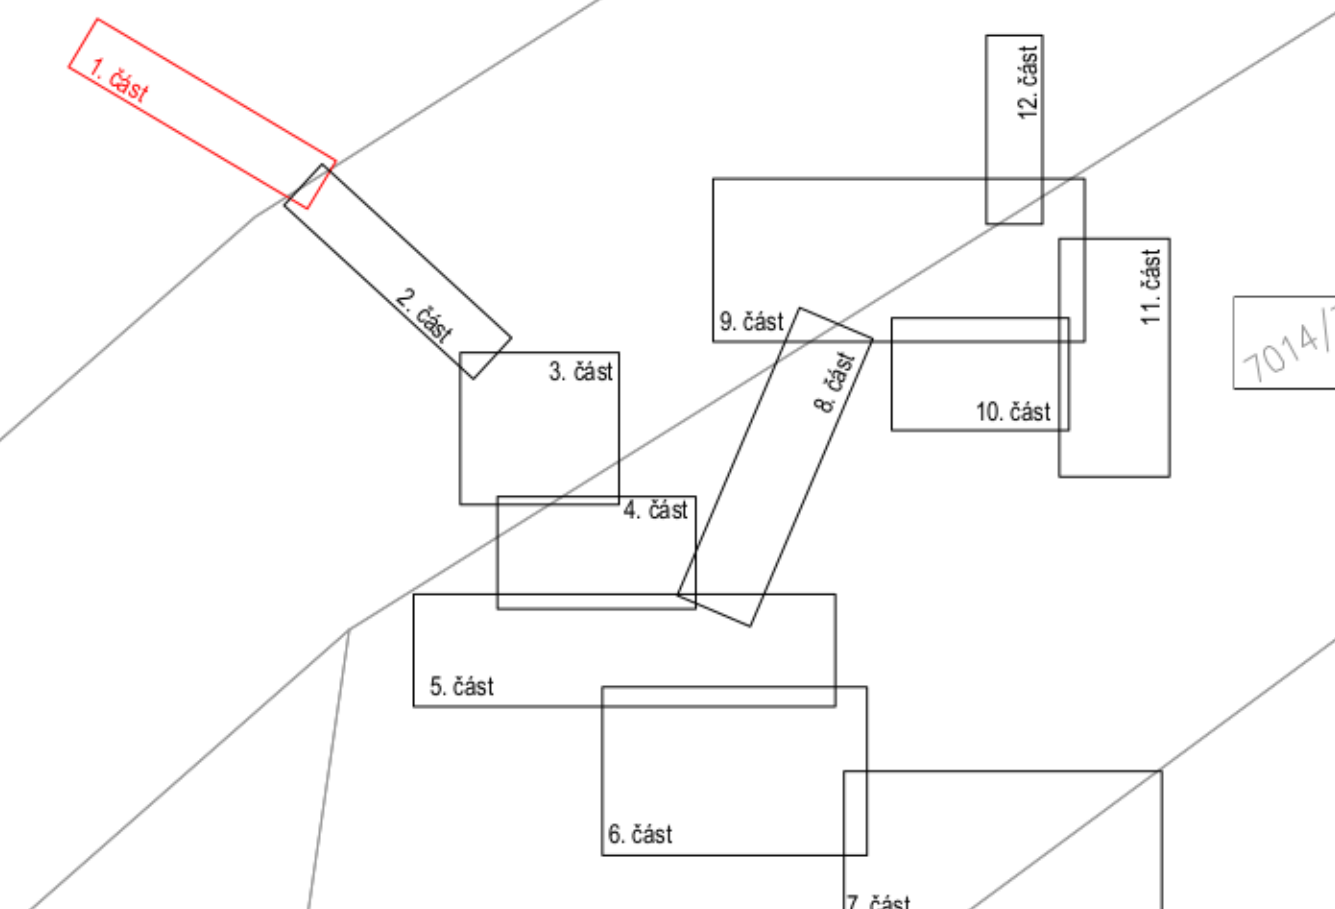 1. část
2. část
3. část
4. část
5. část
6. část
7. část
8. část
9. část
10. část
11. část
12. část